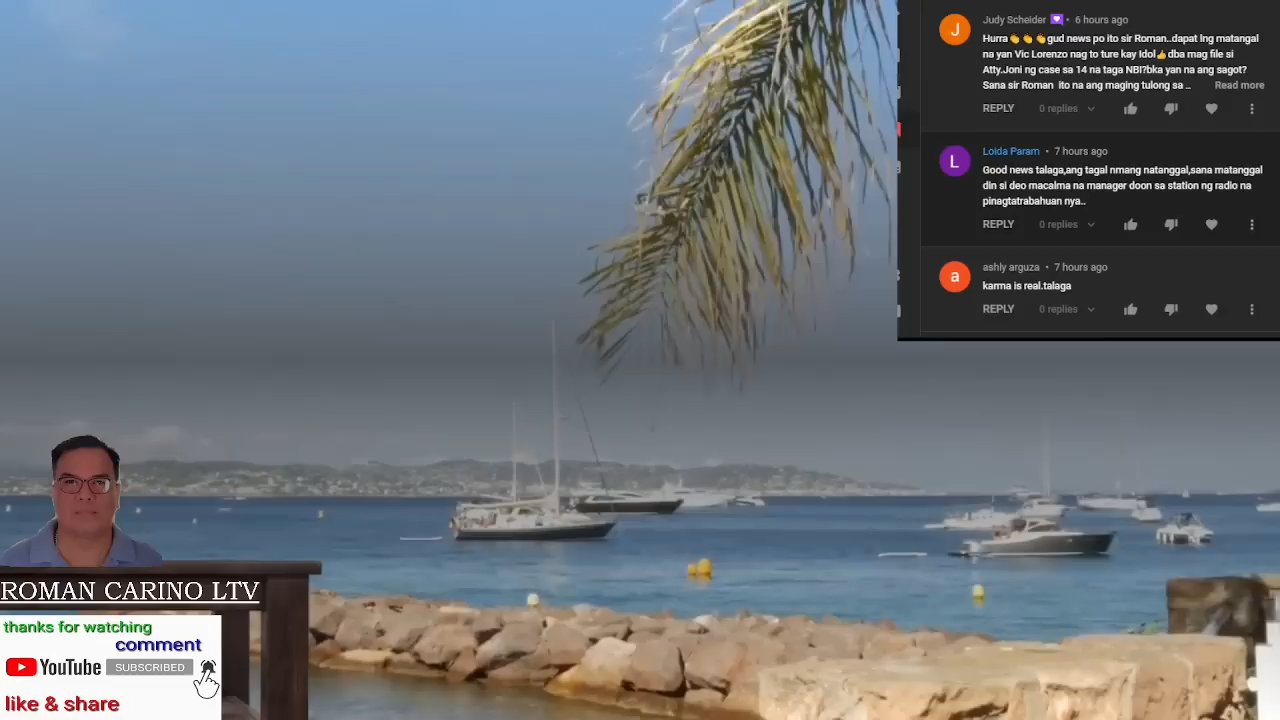 Judy Scheider • 6 hours ago
Hurra👏👏👏gud news po ito sir Roman..dapat lng matangal
na yan Vic Lorenzo nag to ture kay Idol👍dba mag file si
Atty.Joni ng case sa 14 na taga NBI?bka yan na ang sagot?
Sana sir Roman ito na ang maging tulong sa .. Read more
REPLY 0 replies
Loida Param • 7 hours ago
Good news talaga,ang tagal nmang natanggal,sana matanggal
din si deo macalma na manager doon sa station ng radio na
pinagtatrabahuan nya..
REPLY 0 replies
ashly arguza • 7 hours ago
karma is real.talaga
REPLY 0 replies
J
L
a
ROMAN CARINO LTV
thanks for watching
comment
YouTube SUBSCRIBED
like & share